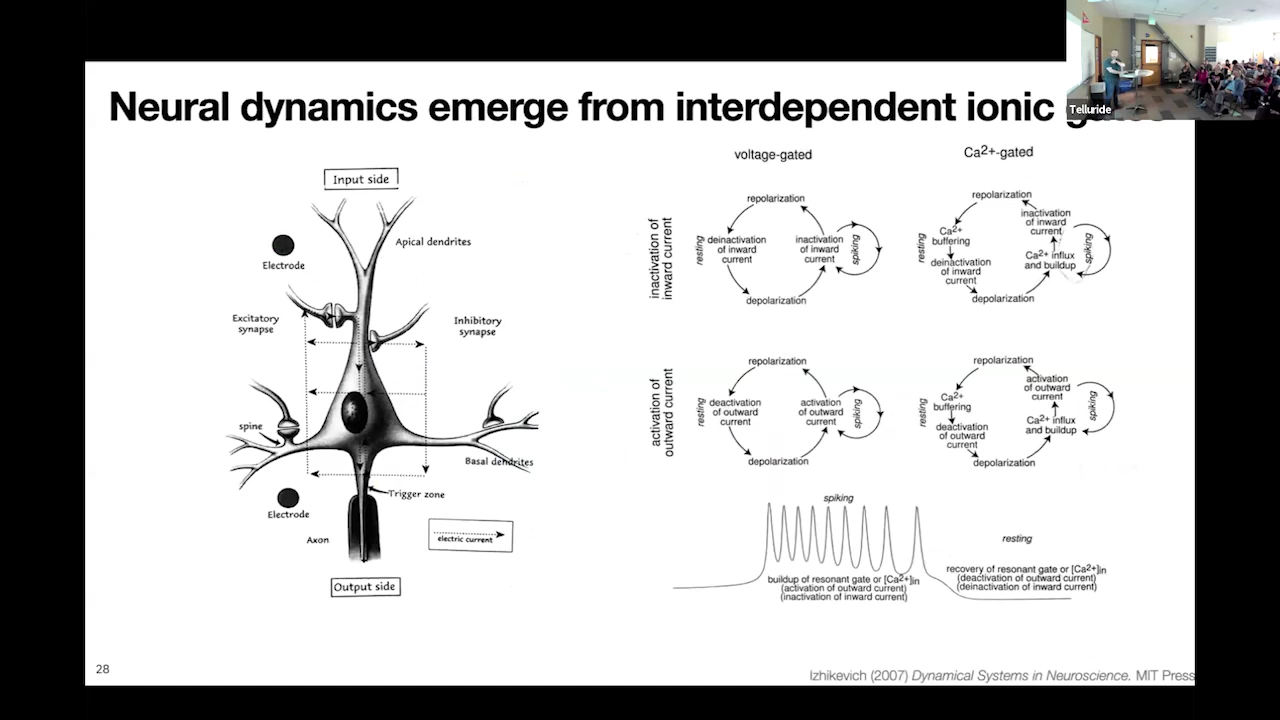 Neural dynamics emerge from interdependent ionic
Telluride
Input side
Apical dendrites
Electrode
Excitatory
synapse
Inhibitory
synapse
spine
Basal dendrites
Trigger zone
Electrode
Axon
electric current
Output side
voltage-gated
Ca2+-gated
inactivation of
inward current
repolarization
resting
deinactivation
of inward
current
inactivation
of inward
current
spiking
depolarization
repolarization
resting
Ca2+
buffering
deinactivation
of inward
current
inactivation
of inward
current
Ca2+ influx
and buildup
spiking
depolarization
activation of
outward current
repolarization
resting
deactivation
of outward
current
activation
of outward
current
spiking
depolarization
repolarization
resting
Ca2+
buffering
deactivation
of outward
current
activation
of outward
current
Ca2+ influx
and buildup
spiking
depolarization
spiking
buildup of resonant gate or [Ca2+]in
(activation of outward current)
(inactivation of inward current)
resting
recovery of resonant gate or [Ca2+]in
(deactivation of outward current)
(deinactivation of inward current)
28
Izhikevich (2007) Dynamical Systems in Neuroscience. MIT Press